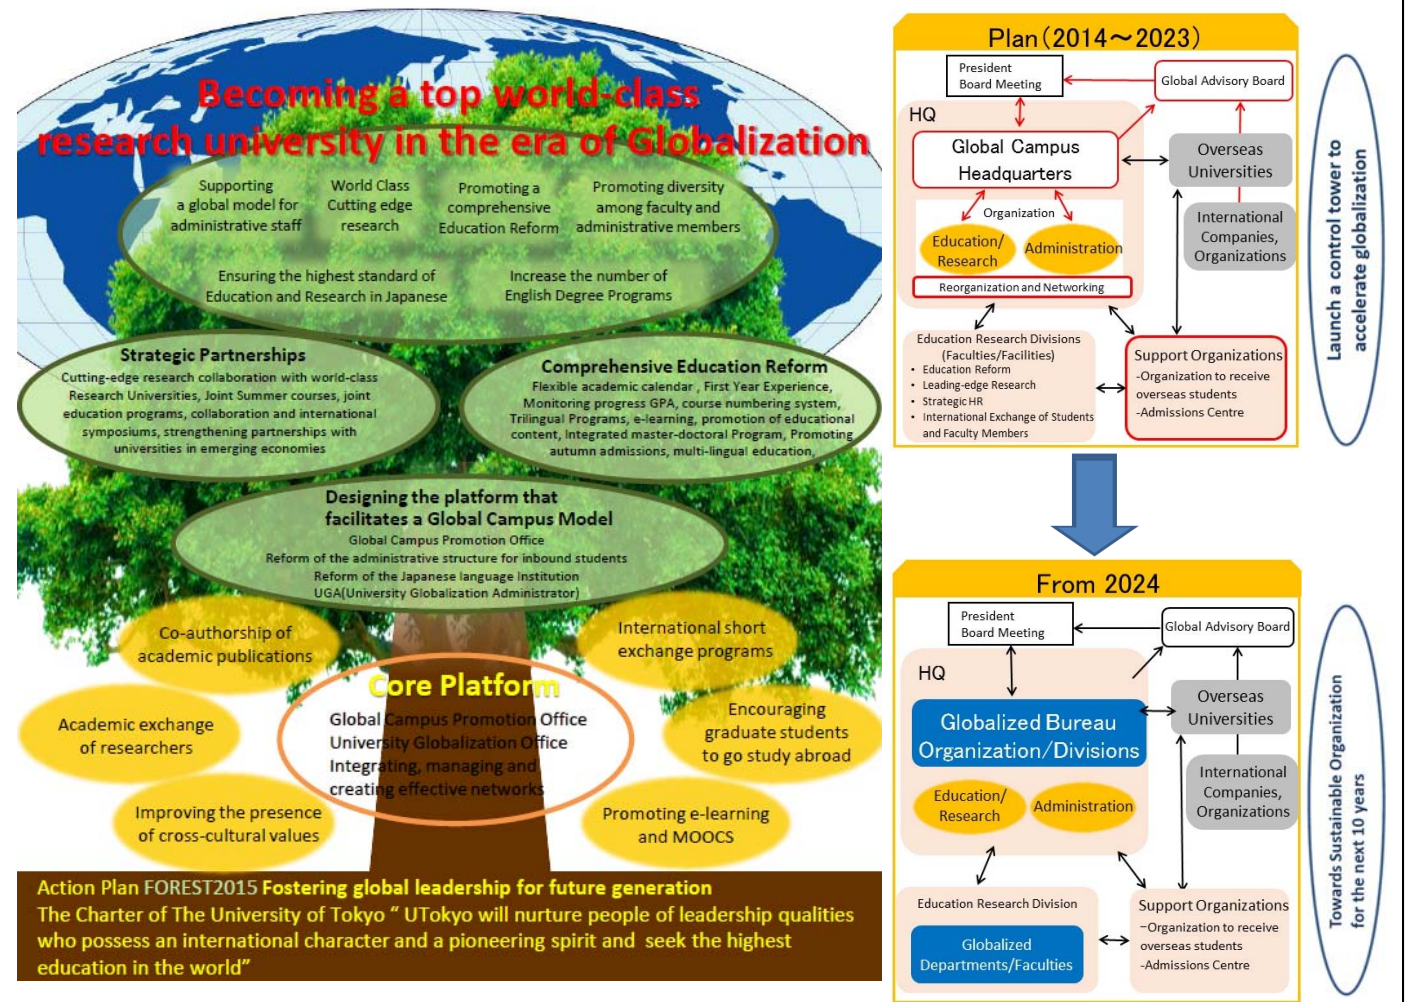 Becoming a top world-class
research university in the era of Globalization
Supporting
a global model for
administrative staff
World Class
Cutting edge
research
Promoting a
comprehensive
Education Reform
Promoting diversity
among faculty and
administrative members
Ensuring the highest standard of
Education and Research in Japanese
Increase the number of
English Degree Programs
Strategic Partnerships
Cutting-edge research collaboration with world-class
Research Universities, Joint Summer courses, joint
education programs, collaboration and international
symposiums, strengthening partnerships with
universities in emerging economies
Comprehensive Education Reform
Flexible academic calendar , First Year Experience,
Monitoring progress GPA, course numbering system,
Trilingual Programs, e-learning, promotion of educational
content, Integrated master-doctoral Program, Promoting
autumn admissions, multi-lingual education,
Designing the platform that
facilitates a Global Campus Model
Global Campus Promotion Office
Reform of the administrative structure for inbound students
Reform of the Japanese language Institution
UGA(University Globalization Administrator)
Co-authorship of
academic publications
International short
exchange programs
Core Platform
Global Campus Promotion Office
University Globalization Office
Integrating, managing and
creating effective networks
Academic exchange
of researchers
Encouraging
graduate students
to go study abroad
Improving the presence
of cross-cultural values
Promoting e-learning
and MOOCS
Action Plan FOREST2015 Fostering global leadership for future generation
The Charter of The University of Tokyo “ UTokyo will nurture people of leadership qualities
who possess an international character and a pioneering spirit and seek the highest
education in the world”
Plan(2014～2023)
President
Board Meeting
Global Advisory Board
HQ
Global Campus
Headquarters
Overseas
Universities
Organization
International
Companies,
Organizations
Education/
Research
Administration
Reorganization and Networking
Education Research Divisions
(Faculties/Facilities)
• Education Reform
• Leading-edge Research
• Strategic HR
• International Exchange of Students
and Faculty Members
Support Organizations
-Organization to receive
overseas students
-Admissions Centre
Launch a control tower to
accelerate globalization
From 2024
President
Board Meeting
Global Advisory Board
HQ
Globalized Bureau
Organization/Divisions
Overseas
Universities
International
Companies,
Organizations
Education/
Research
Administration
Education Research Division
Globalized
Departments/Faculties
Support Organizations
−Organization to receive
overseas students
-Admissions Centre
Towards Sustainable Organization
for the next 10 years